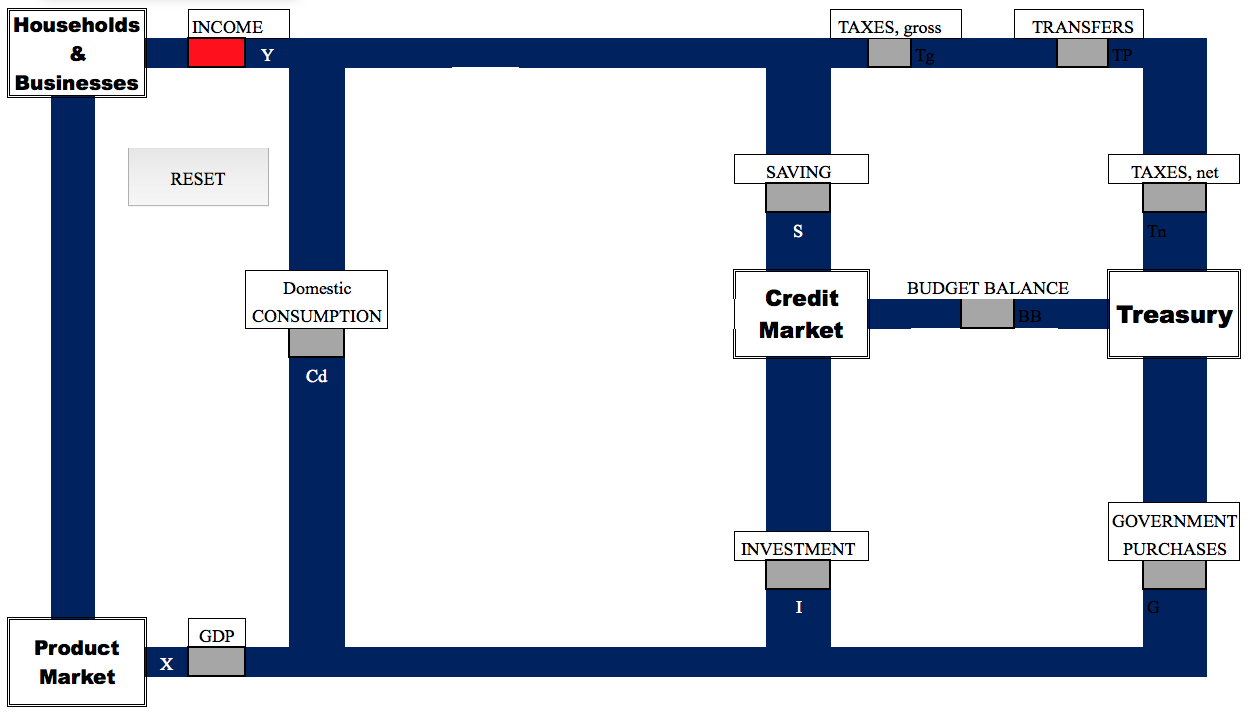 Households
&
Businesses
INCOME
Y
TAXES, gross
Tg
TRANSFERS
TP
RESET
SAVING
S
TAXES, net
Tn
Domestic
CONSUMPTION
Cd
Credit
Market
BUDGET BALANCE
BB
Treasury
INVESTMENT
I
GOVERNMENT
PURCHASES
G
Product
Market
X
GDP